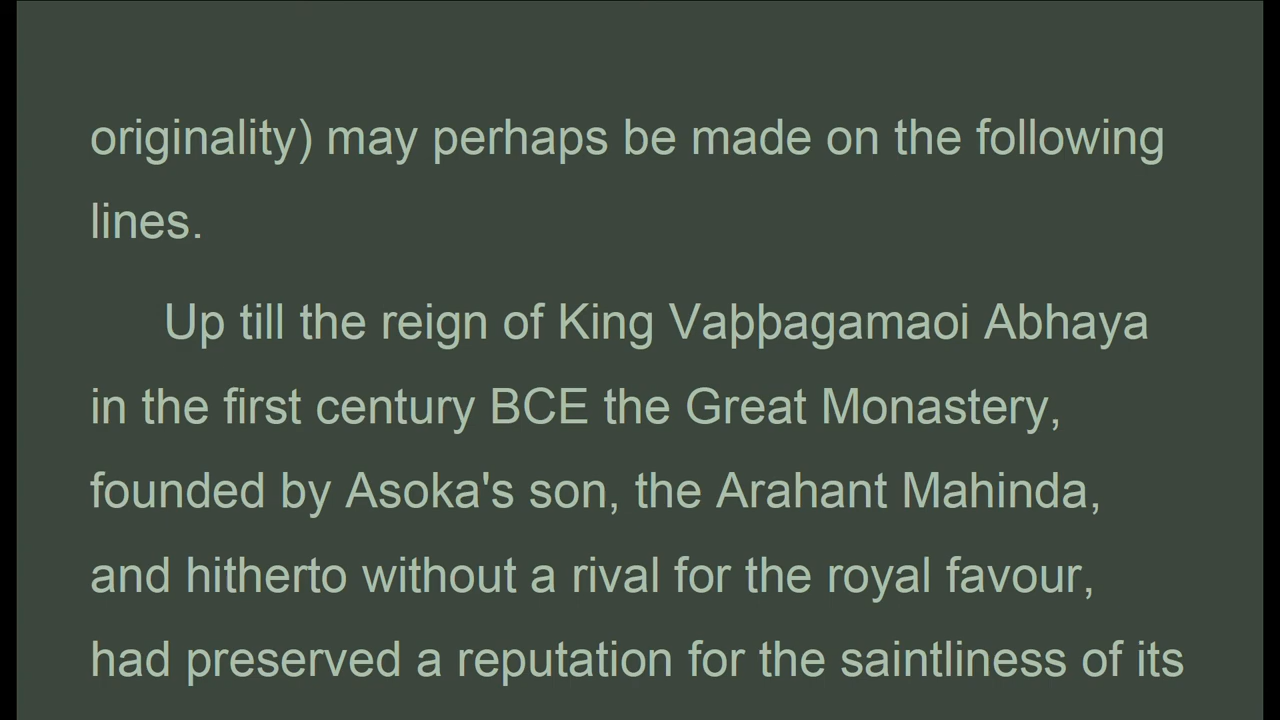 originality) may perhaps be made on the following
lines.
Up till the reign of King Vaþþagamaoi Abhaya
in the first century BCE the Great Monastery,
founded by Asoka's son, the Arahant Mahinda,
and hitherto without a rival for the royal favour,
had preserved a reputation for the saintliness of its